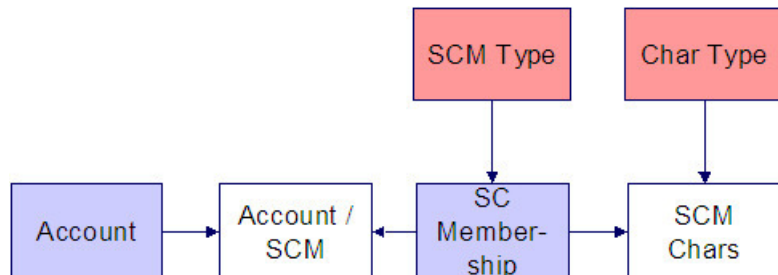 SCM Type
Char Type
Account
Account /
SCM
SC
Member-
ship
SCM
Chars